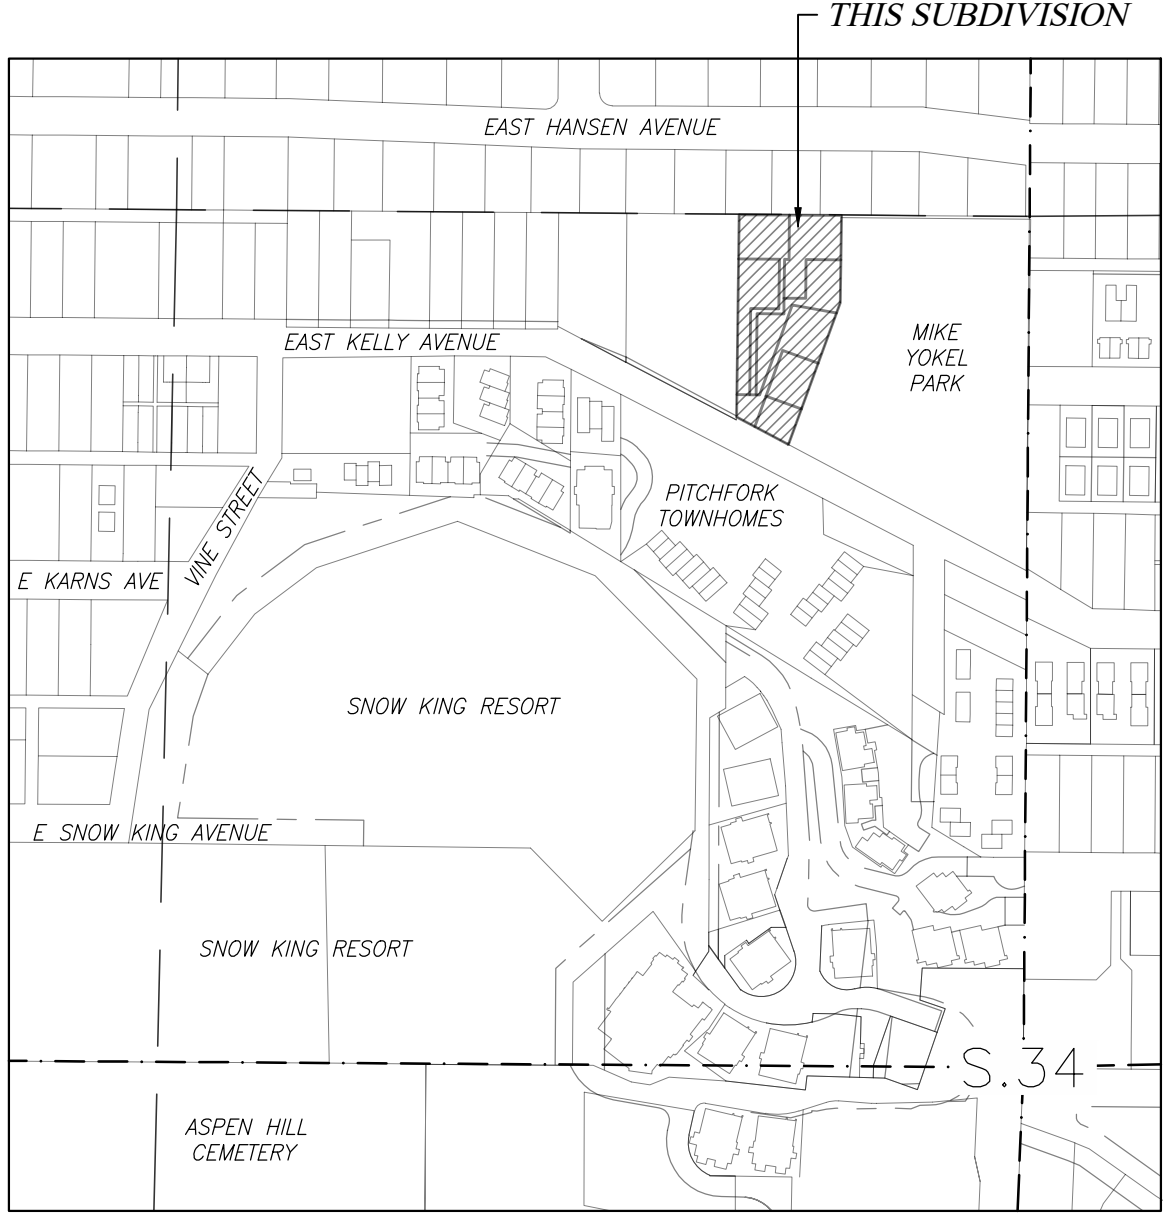 THIS SUBDIVISION
EAST HANSEN AVENUE
EAST KELLY AVENUE
MIKE
YOKEL
PARK
VINE STREET
PITCHFORK
TOWNHOMES
E KARNS AVE
SNOW KING RESORT
E SNOW KING AVENUE
SNOW KING RESORT
S.34
ASPEN HILL
CEMETERY